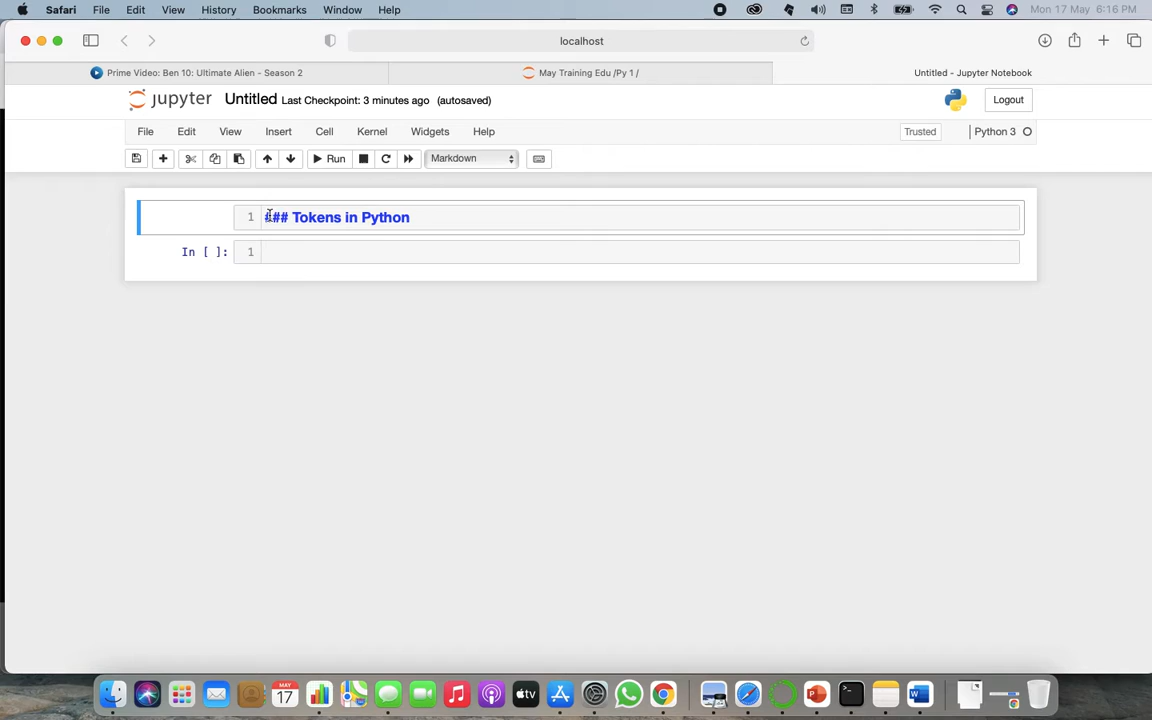 Safari File Edit View History Bookmarks Window Help Mon 17 May 6:16 PM
localhost
Prime Video: Ben 10: Ultimate Alien - Season 2 May Training Edu /Py 1 / Untitled - Jupyter Notebook
jupyter Untitled Last Checkpoint: 3 minutes ago (autosaved) Logout
File Edit View Insert Cell Kernel Widgets Help Trusted Python 3
Run Markdown
1 ### Tokens in Python
In [ ]: 1
MAY
17
tv